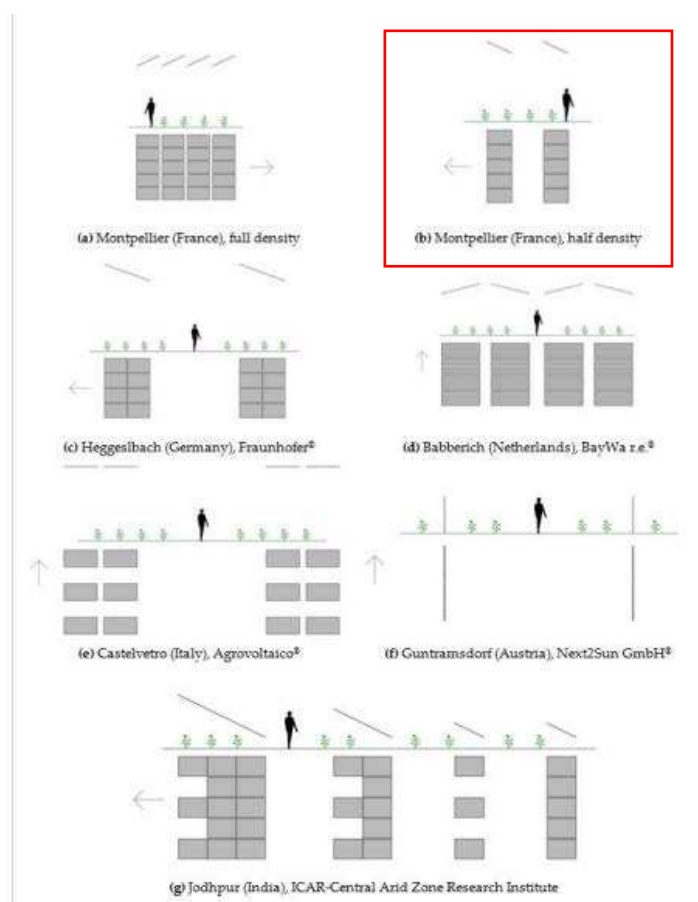 (a) Montpellier (France), full density
(b) Montpellier (France), half density
(c) Heggeslbach (Germany), Fraunhofer®
(d) Babberich (Netherlands), BayWa r.e.®
(e) Castelvetro (Italy), Agrovoltaico®
(f) Guntramsdorf (Austria), Next2Sun GmbH®
(g) Jodhpur (India), ICAR-Central Arid Zone Research Institute